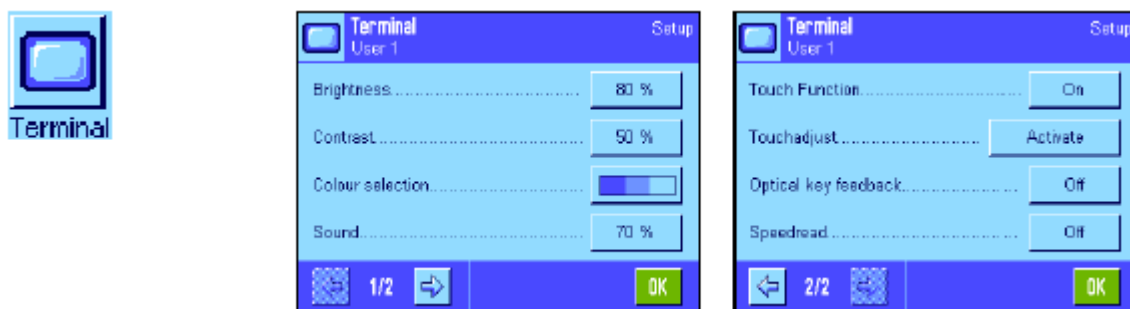 Terminal
Terminal
User 1
Setup
Brightness 80 %
Contrast 50 %
Colour selection
Sound 70 %
1/2
OK
Terminal
User 1
Setup
Touch Function On
Touchadjust Activate
Optical key feedback Off
Speedread Off
2/2
OK